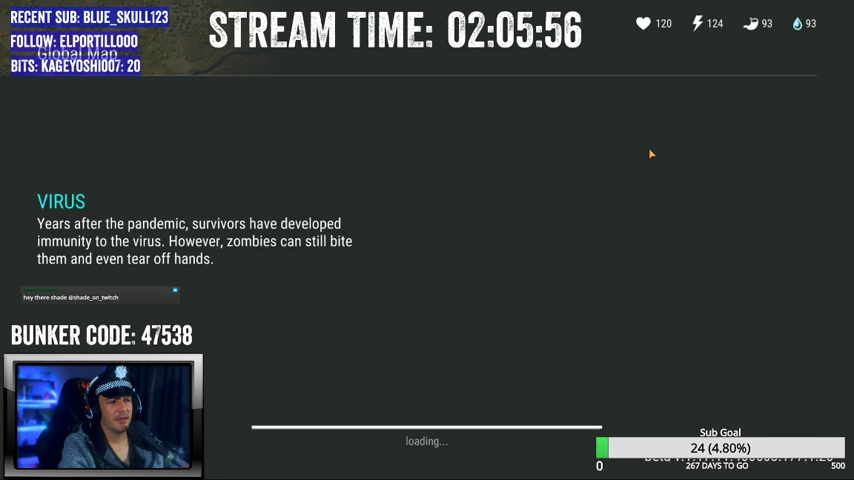 RECENT SUB: BLUE_SKULL123
FOLLOW: ELPORTILL000
Global Map
BITS: KAGEYOSHI007: 20
STREAM TIME: 02:05:56
120
124
93
93
VIRUS
Years after the pandemic, survivors have developed
immunity to the virus. However, zombies can still bite
them and even tear off hands.
hey there shade @shade_on_twitch
BUNKER CODE: 47538
loading...
Sub Goal
24 (4.80%)
0
267 DAYS TO GO
500